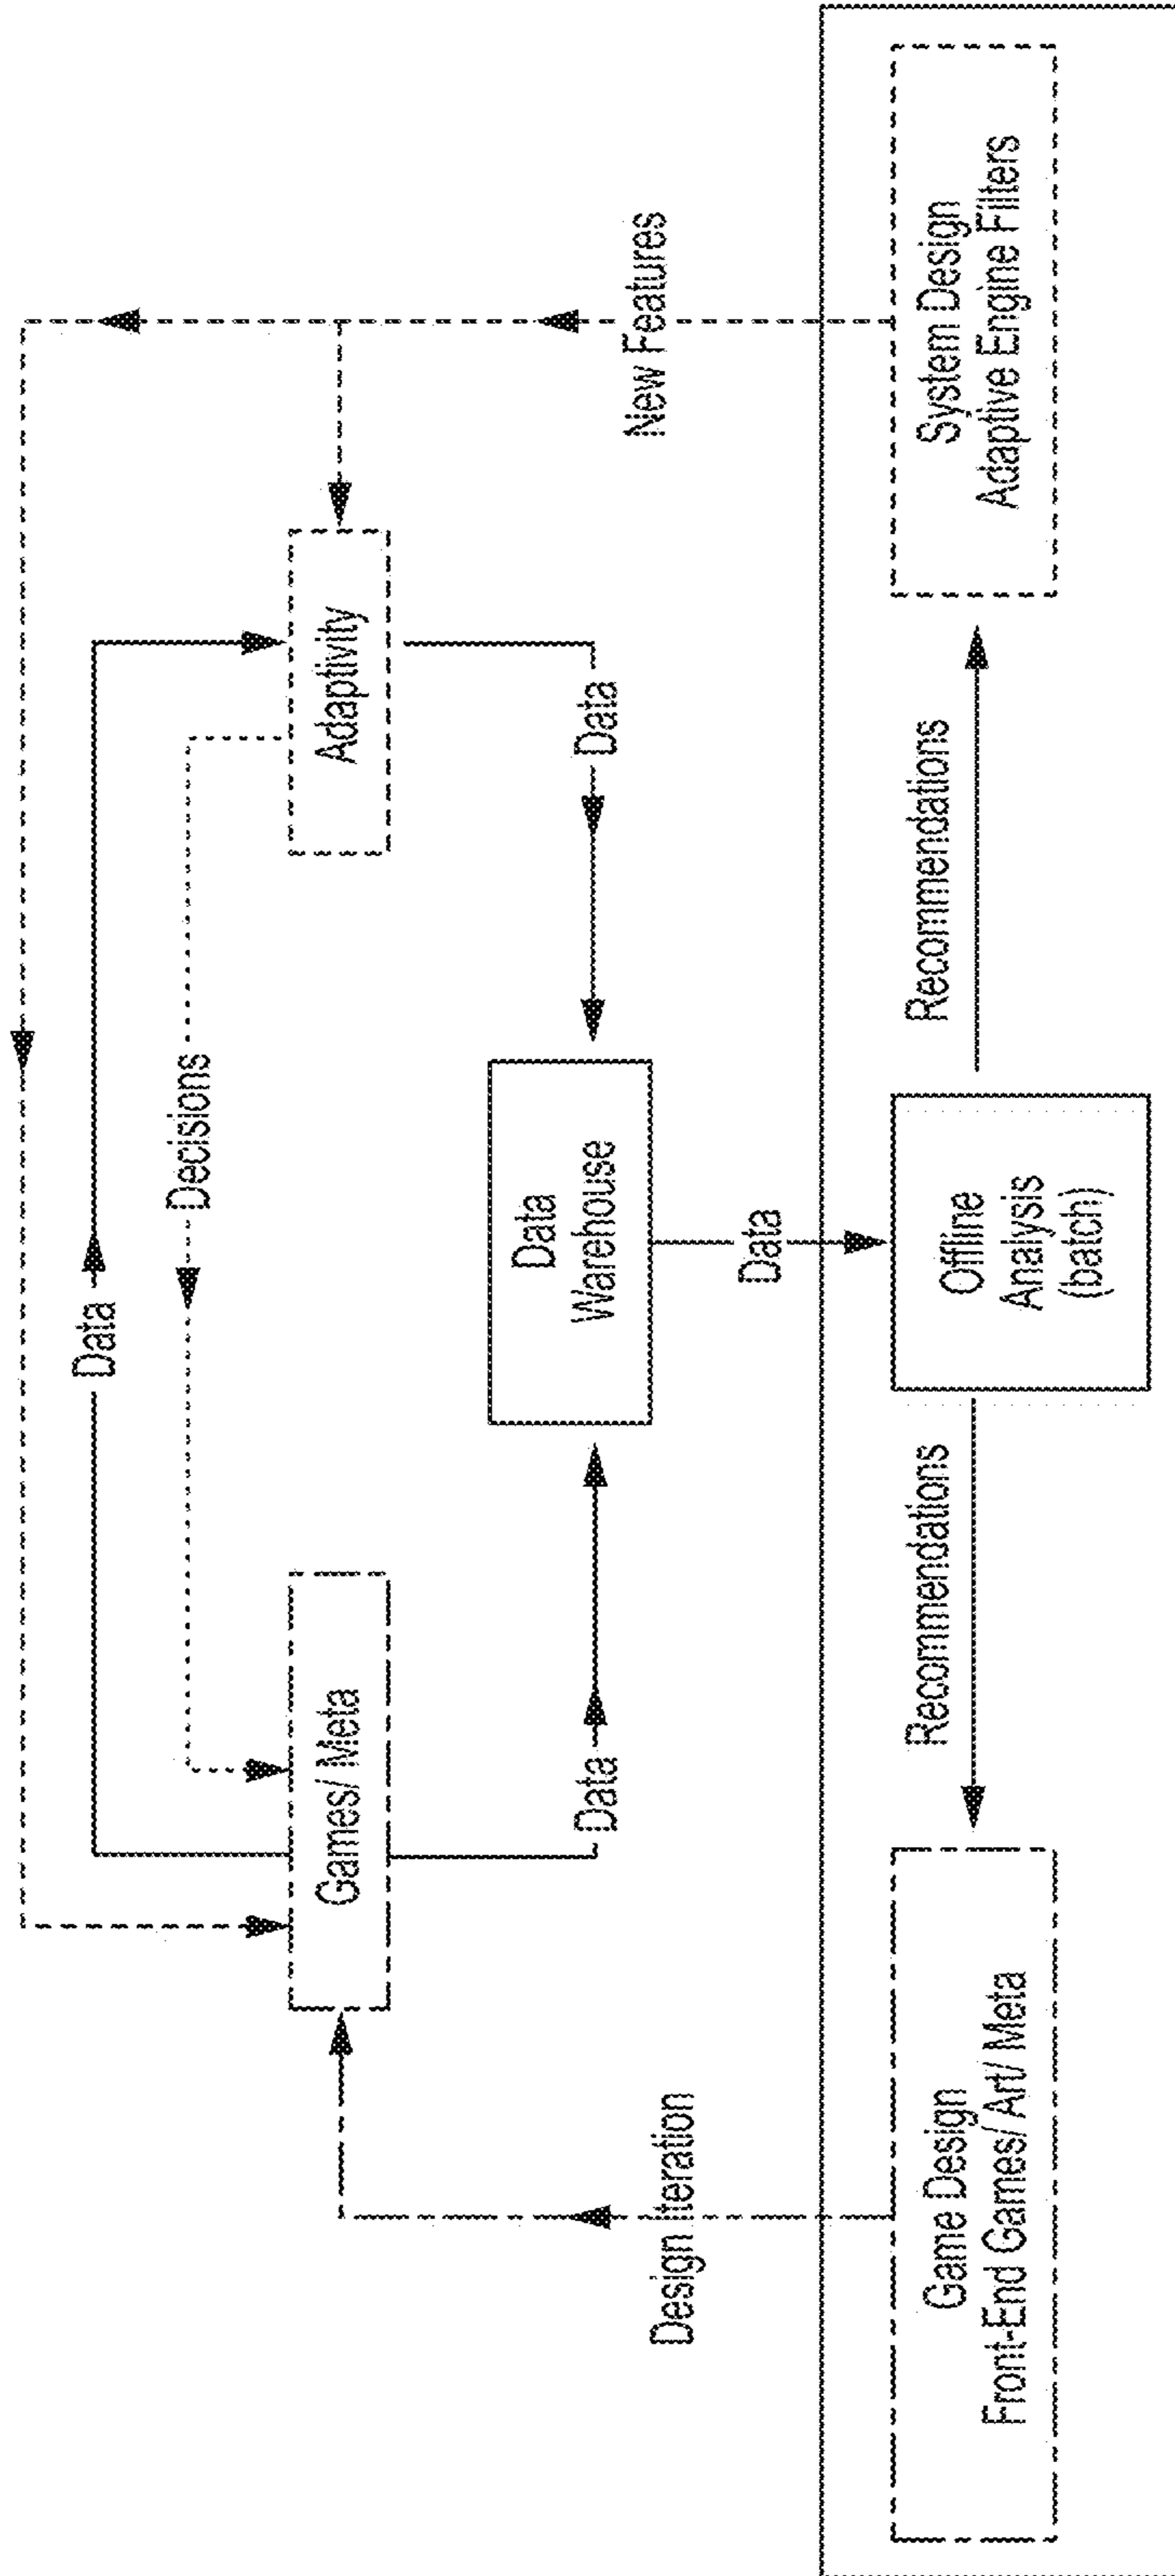 Data
Decisions
Games/ Meta
Adaptivity
Data
Warehouse
Data
Data
Design Iteration
Data
New Features
Game Design
Front-End Games/ Art/ Meta
Recommendations
Offline
Analysis
(batch)
Recommendations
System Design
Adaptive Engine Filters